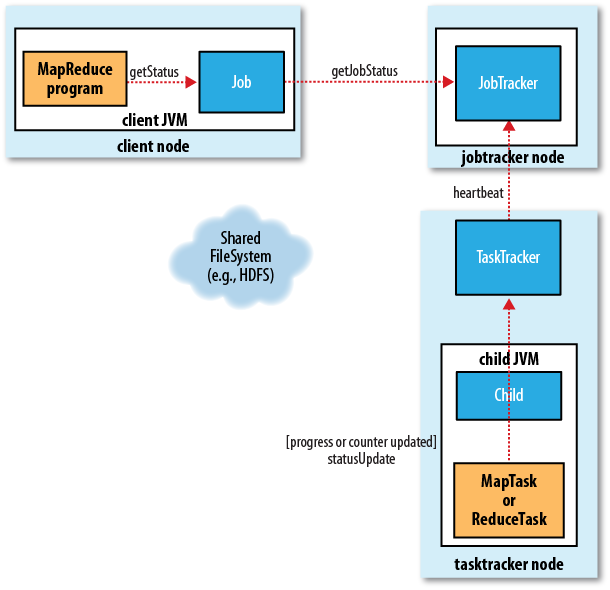 MapReduce
program
getStatus
Job
client JVM
client node
getJobStatus
JobTracker
jobtracker node
heartbeat
Shared
FileSystem
(e.g., HDFS)
TaskTracker
child JVM
Child
[progress or counter updated]
statusUpdate
MapTask
or
ReduceTask
tasktracker node